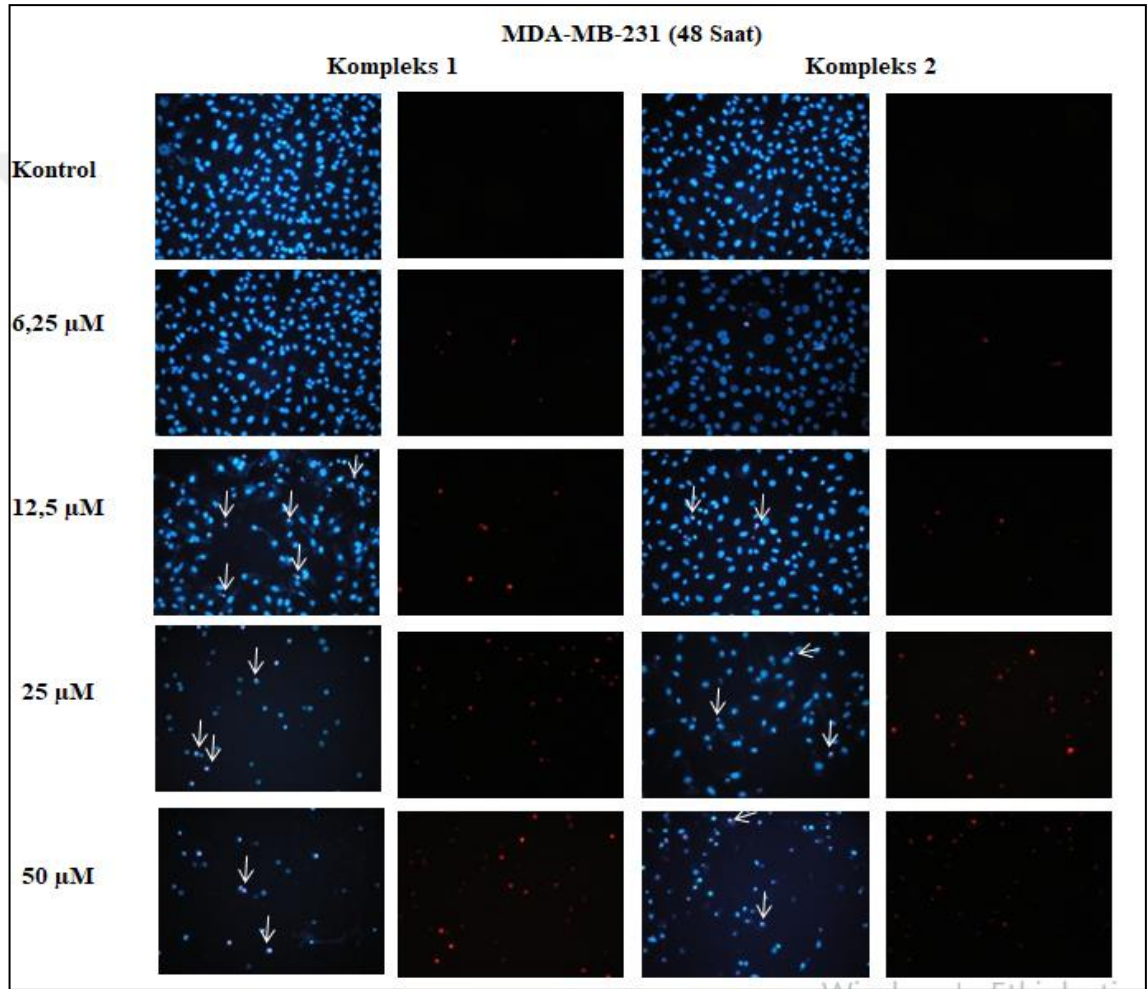 MDA-MB-231 (48 Saat)
Kompleks 1 Kompleks 2
Kontrol
6,25 µM
12,5 µM
25 µM
50 µM